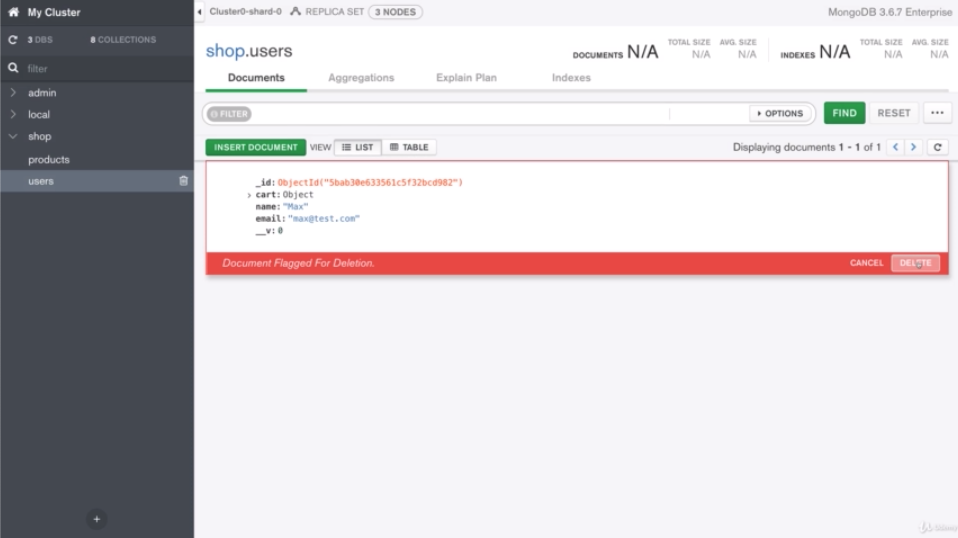 My Cluster
3 DBS 8 COLLECTIONS
filter
admin
local
shop
products
users
Cluster0-shard-0 REPLICA SET 3 NODES MongoDB 3.6.7 Enterprise
shop.users
DOCUMENTS N/A TOTAL SIZE N/A AVG. SIZE N/A INDEXES N/A TOTAL SIZE N/A AVG. SIZE N/A
Documents Aggregations Explain Plan Indexes
FILTER OPTIONS FIND RESET ...
INSERT DOCUMENT VIEW LIST TABLE Displaying documents 1 - 1 of 1
_id: ObjectId("5bab30e633561c5f32bcd982")
cart: Object
name: "Max"
email: "max@test.com"
__v: 0
Document Flagged For Deletion. CANCEL DELETE
Udemy